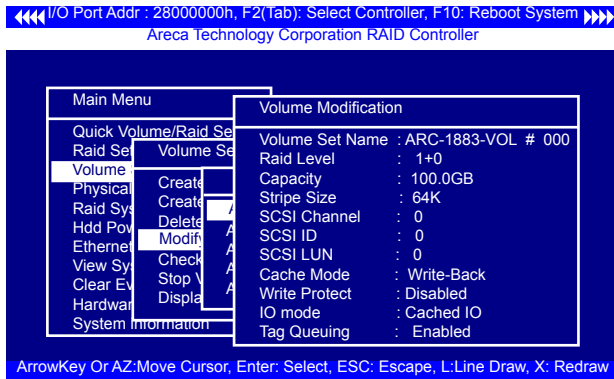 I/O Port Addr : 28000000h, F2(Tab): Select Controller, F10: Reboot System
Areca Technology Corporation RAID Controller
Main Menu
Quick Volume/Raid Se
Raid Set
Volume
Physical
Raid Sys
Hdd Pow
Ethernet
View Sy
Clear Ev
Hardwar
System Information
Volume Se
Create
Create
Delete
Modify
Check
Stop V
Displa
A
A
A
A
A
Volume Modification
Volume Set Name : ARC-1883-VOL # 000
Raid Level : 1+0
Capacity : 100.0GB
Stripe Size : 64K
SCSI Channel : 0
SCSI ID : 0
SCSI LUN : 0
Cache Mode : Write-Back
Write Protect : Disabled
IO mode : Cached IO
Tag Queuing : Enabled
ArrowKey Or AZ:Move Cursor, Enter: Select, ESC: Escape, L:Line Draw, X: Redraw